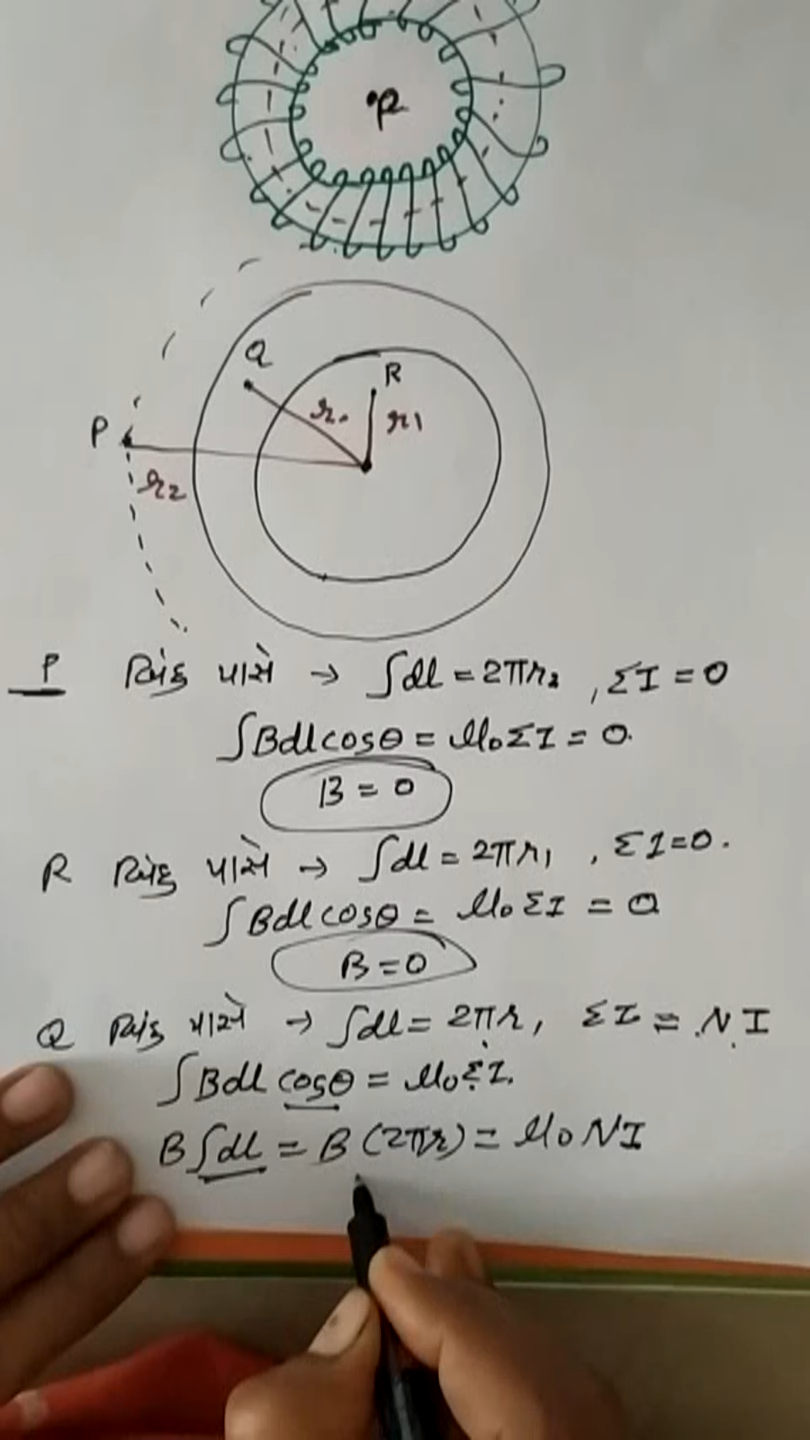 P
Q
R
r.
r1
P
r2
P બિંદુ પાસે → ∫dl = 2πr2 , ΣI = 0
∫Bdl cosθ = μ0ΣI = 0.
B = 0
R બિંદુ પાસે → ∫dl = 2πr1 , ΣI=0.
∫Bdl cosθ = μ0ΣI = 0
B=0
Q બિંદુ પાસે → ∫dl = 2πr, ΣI = NI
∫Bdl cosθ = μ0ΣI.
B∫dl = B(2πr) = μ0NI